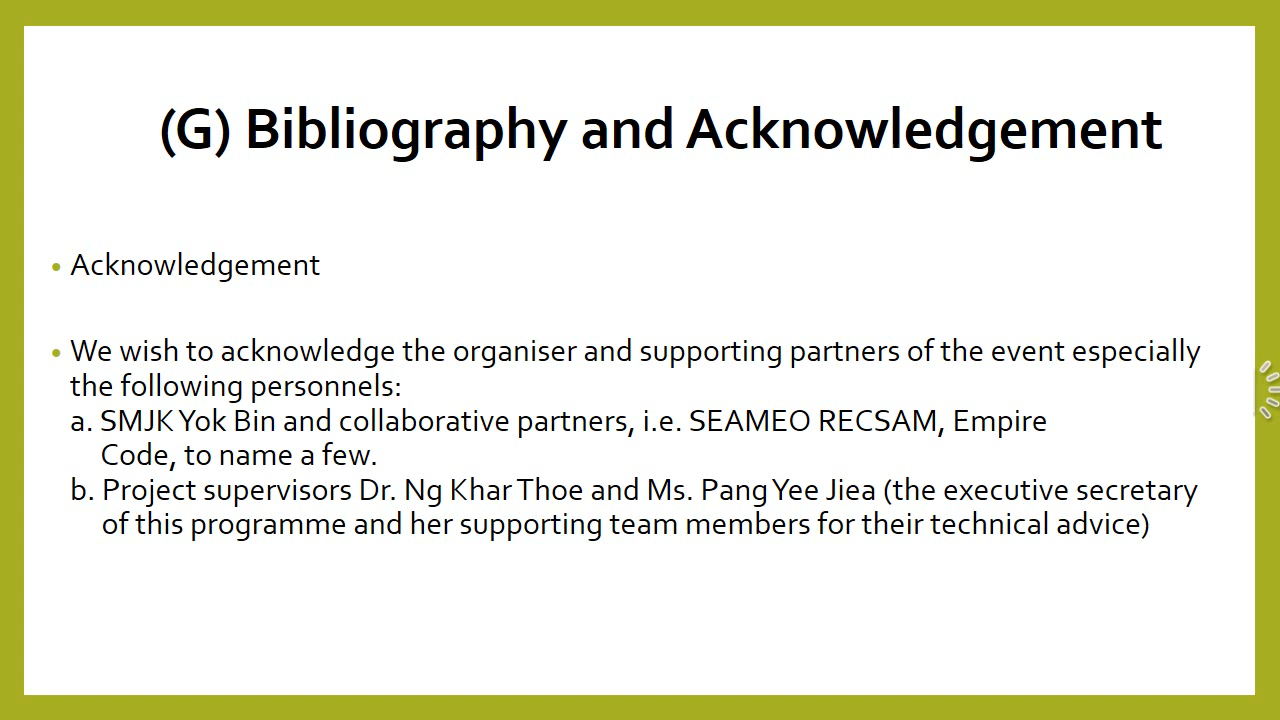 (G) Bibliography and Acknowledgement
• Acknowledgement
• We wish to acknowledge the organiser and supporting partners of the event especially
the following personnels:
a. SMJK Yok Bin and collaborative partners, i.e. SEAMEO RECSAM, Empire
Code, to name a few.
b. Project supervisors Dr. Ng Khar Thoe and Ms. Pang Yee Jiea (the executive secretary
of this programme and her supporting team members for their technical advice)